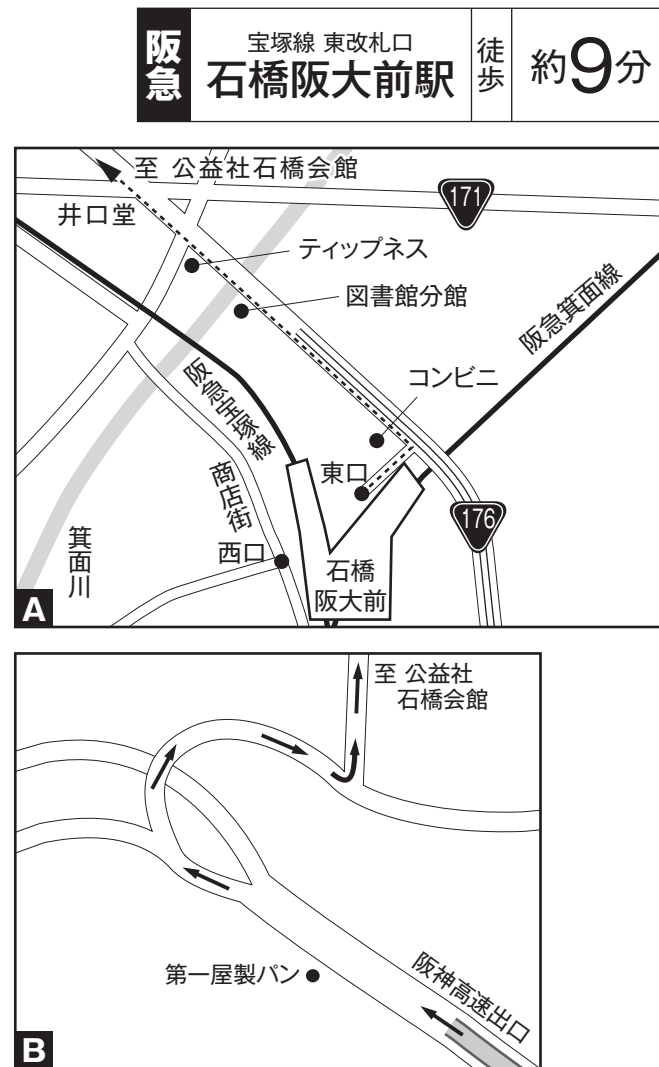 阪急
宝塚線 東改札口
石橋阪大前駅
徒歩
約9分
至 公益社石橋会館
171
井口堂
ティップネス
図書館分館
阪急箕面線
コンビニ
阪急宝塚線
東口
商店街
176
西口
箕面川
石橋
阪大前
A
至 公益社
石橋会館
第一屋製パン
阪神高速出口
B